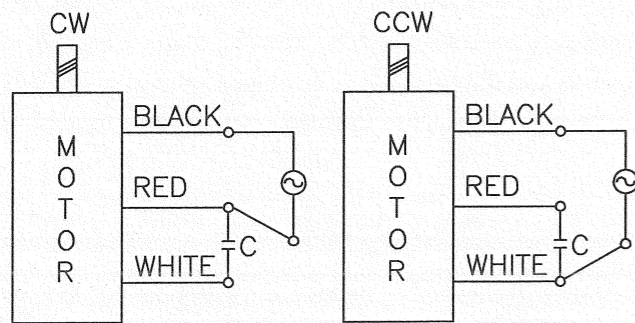 CW
MOTOR
BLACK
RED
C
WHITE
CCW
MOTOR
BLACK
RED
C
WHITE